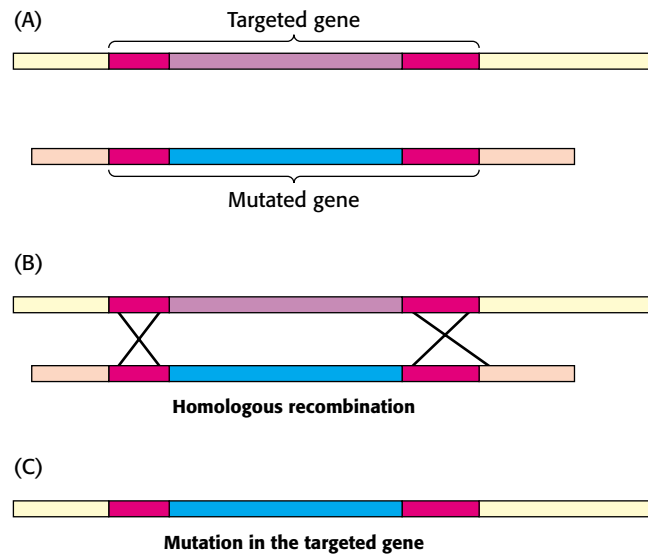 (A)
Targeted gene
Mutated gene
(B)
Homologous recombination
(C)
Mutation in the targeted gene